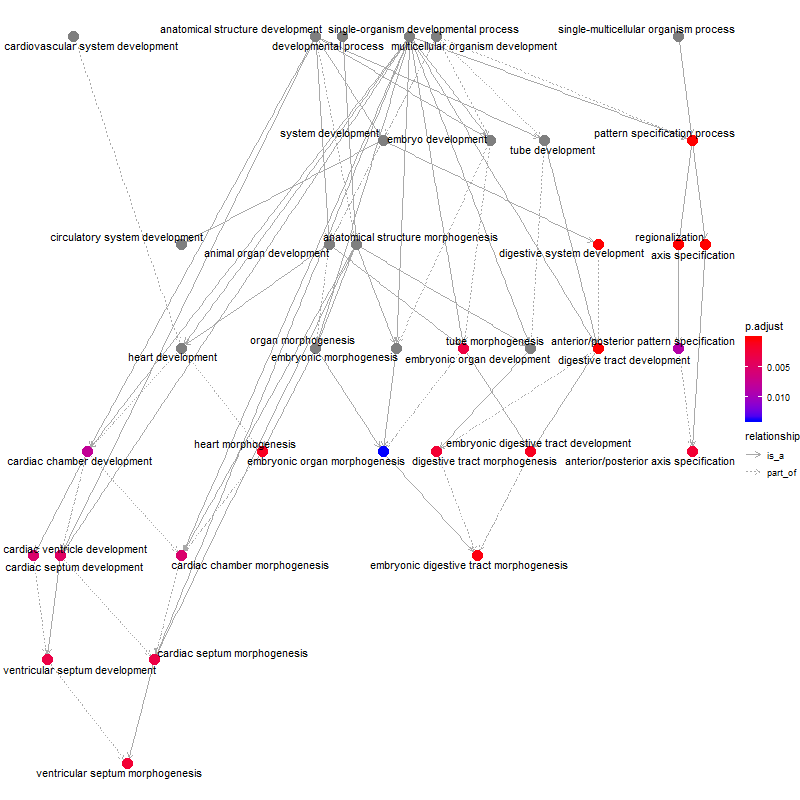 anatomical structure development
single-organism developmental process
single-multicellular organism process
cardiovascular system development
developmental process
multicellular organism development
system development
embryo development
pattern specification process
tube development
circulatory system development
anatomical structure morphogenesis
regionalization
animal organ development
digestive system development
axis specification
organ morphogenesis
tube morphogenesis
anterior/posterior pattern specification
heart development
embryonic morphogenesis
embryonic organ development
digestive tract development
heart morphogenesis
embryonic digestive tract development
cardiac chamber development
embryonic organ morphogenesis
digestive tract morphogenesis
anterior/posterior axis specification
cardiac ventricle development
cardiac septum development
cardiac chamber morphogenesis
embryonic digestive tract morphogenesis
cardiac septum morphogenesis
ventricular septum development
ventricular septum morphogenesis
p.adjust
0.005
0.010
relationship
is_a
part_of